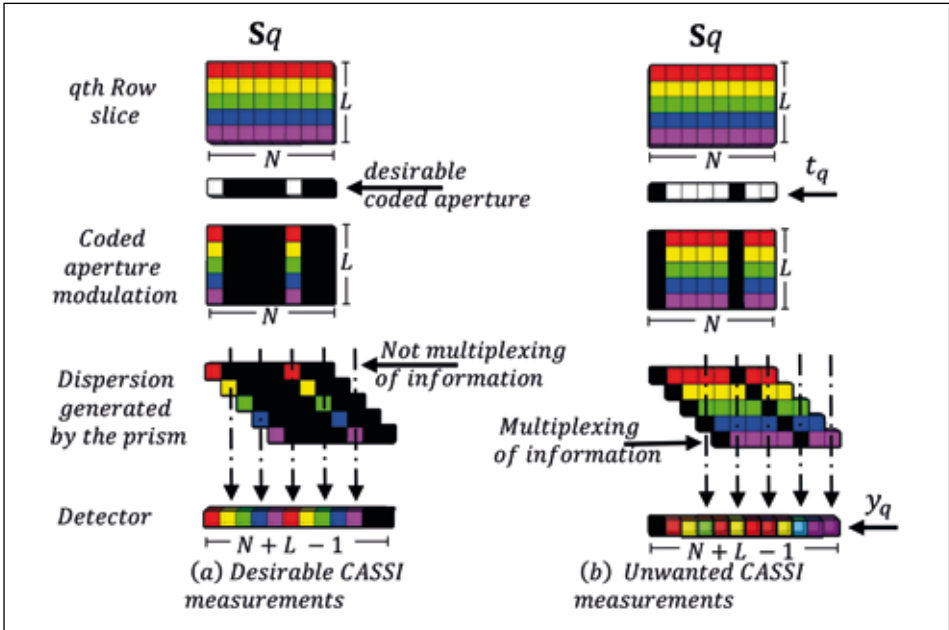 Sq
Sq
qth Row
slice
L
N
L
N
desirable
coded aperture
tq
Coded
aperture
modulation
L
N
L
N
Not multiplexing
of information
Dispersion
generated
by the prism
Multiplexing
of information
Detector
yq
N + L − 1
N + L − 1
(a) Desirable CASSI
measurements
(b) Unwanted CASSI
measurements